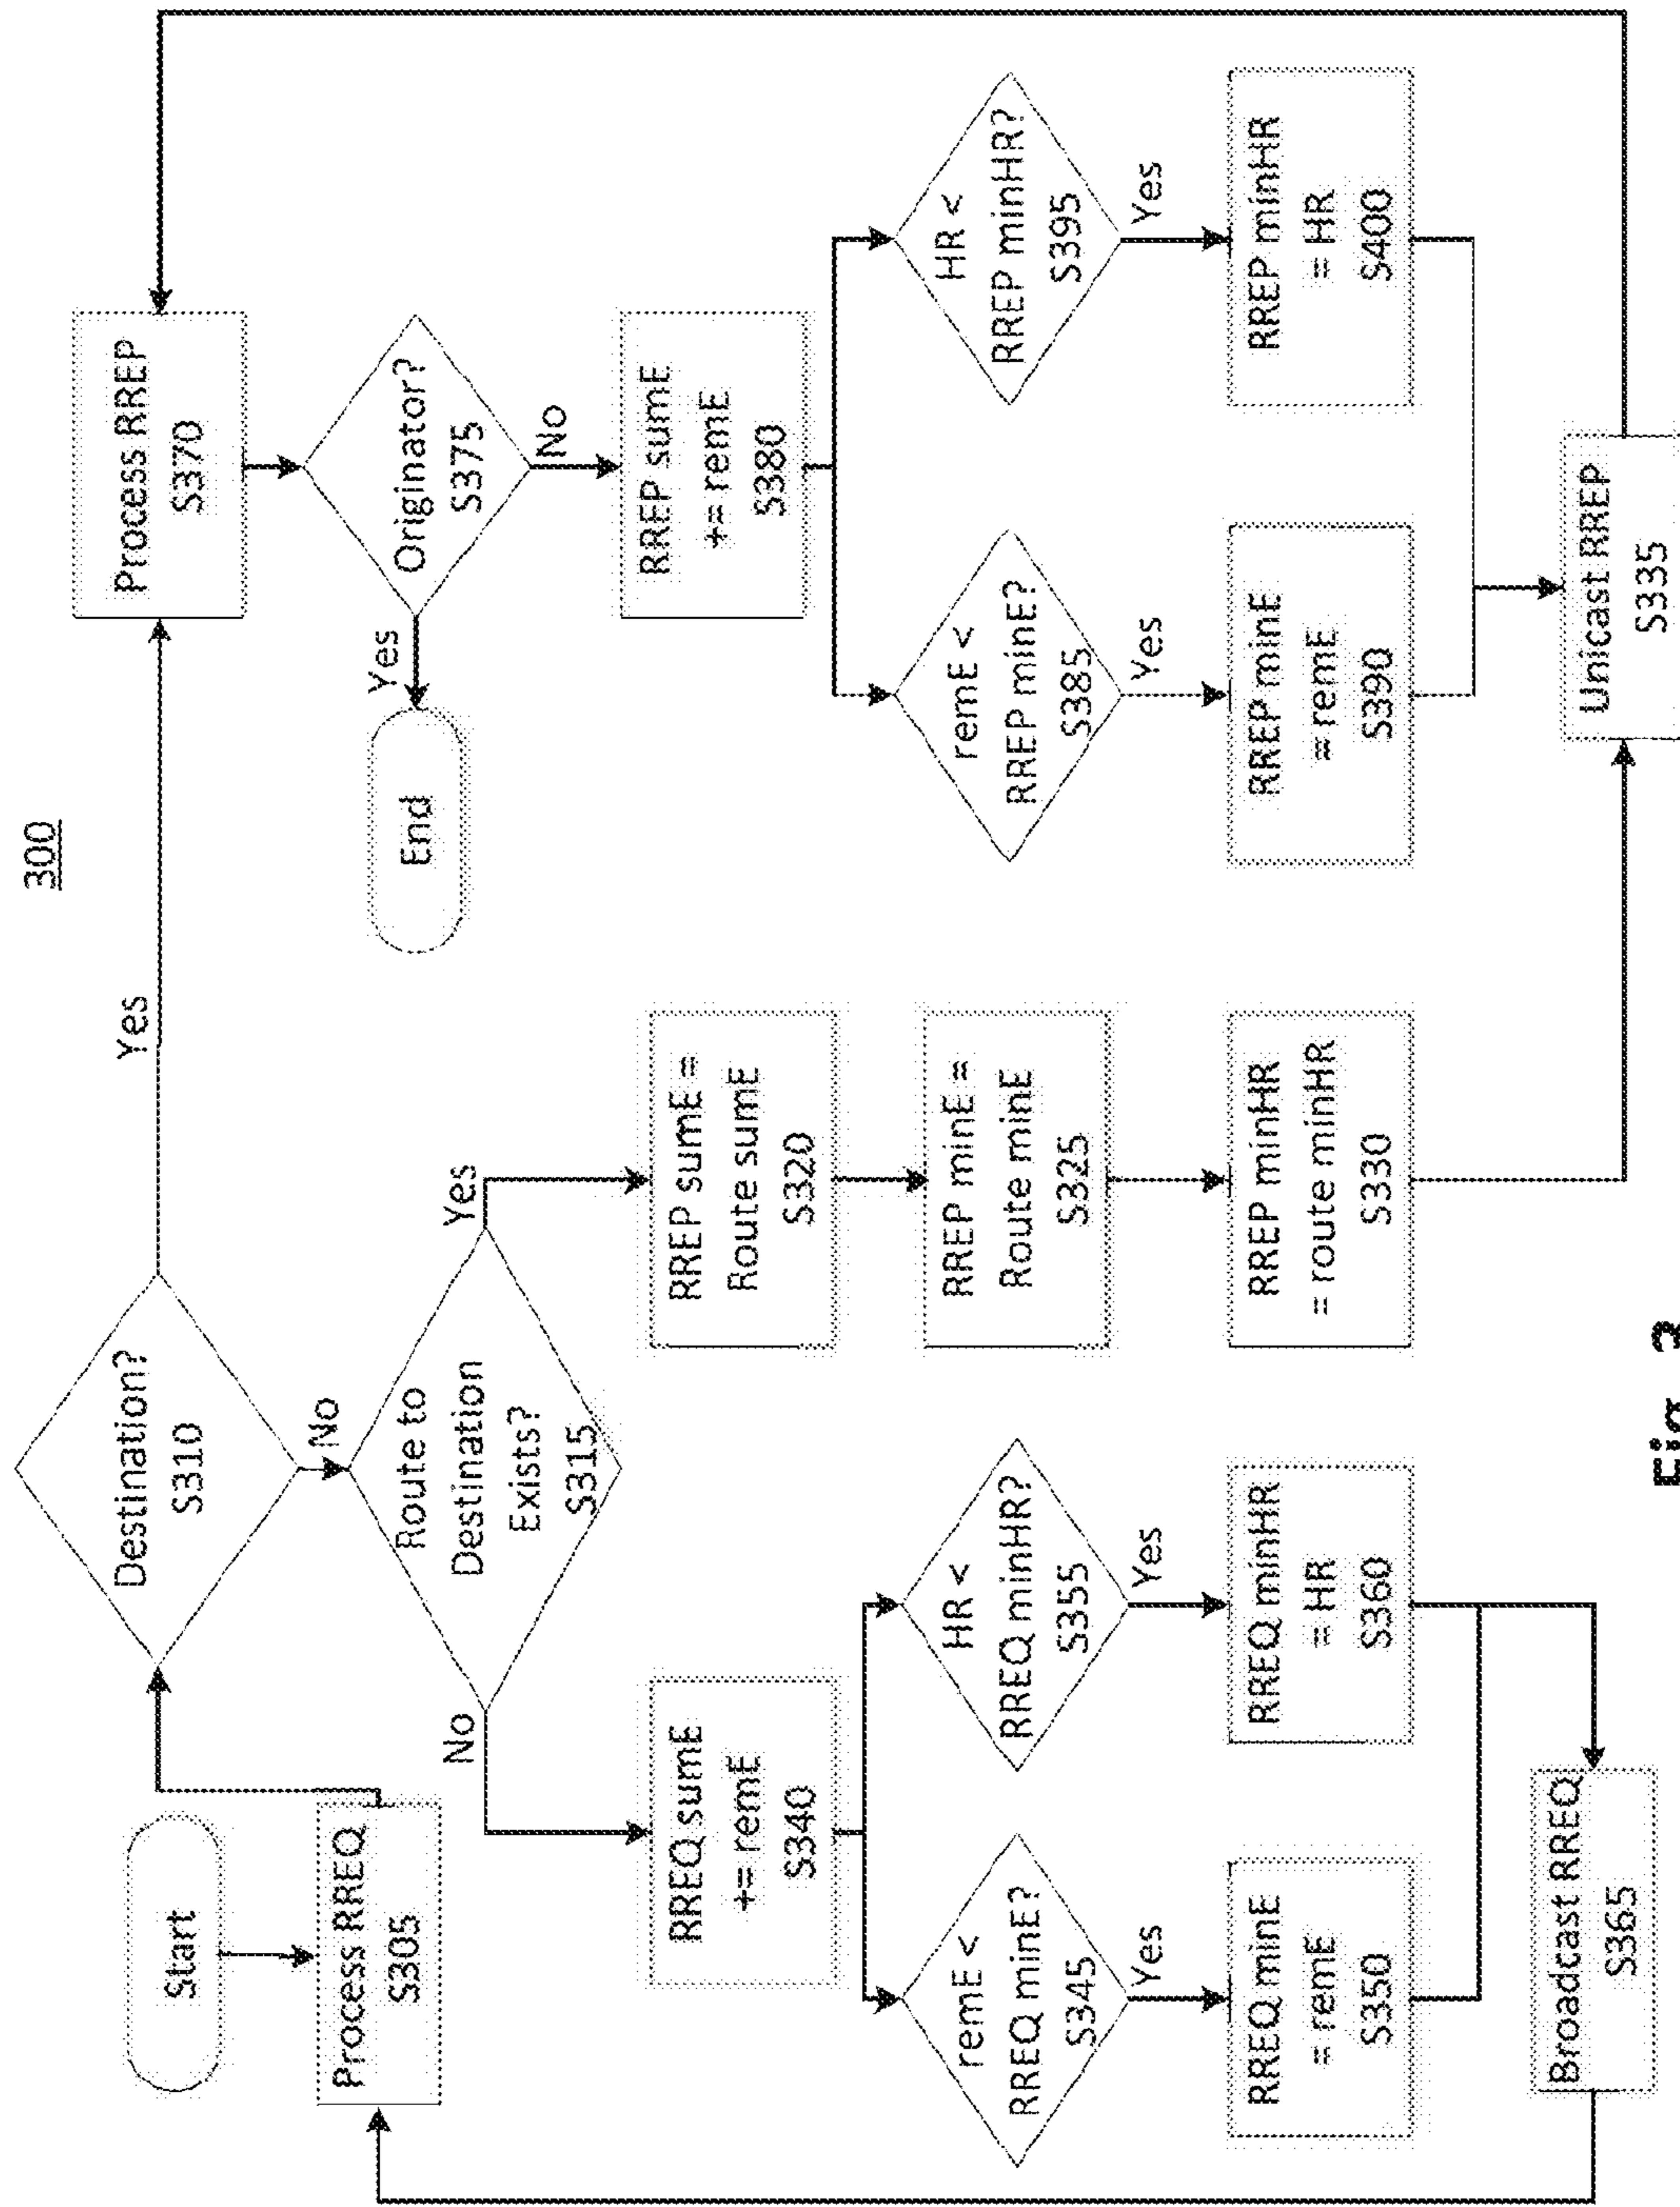 300
Start
Process RREQ
S305
Destination?
S310
Yes
No
Route to
Destination
Exists?
S315
No
Yes
RREQ sumE
+= remE
S340
remE <
RREQ minE?
S345
Yes
RREQ minE
= remE
S350
HR <
RREQ minHR?
S355
Yes
RREQ minHR
= HR
S360
Broadcast RREQ
S365
RREP sumE =
Route sumE
S320
RREP minE =
Route minE
S325
RREP minHR
= route minHR
S330
Process RREP
S370
Originator?
S375
Yes
No
End
RREP sumE
+= remE
S380
remE <
RREP minE?
S385
Yes
RREP minE
= remE
S390
HR <
RREP minHR?
S395
Yes
RREP minHR
= HR
S400
Unicast RREP
S335
Fig. 3